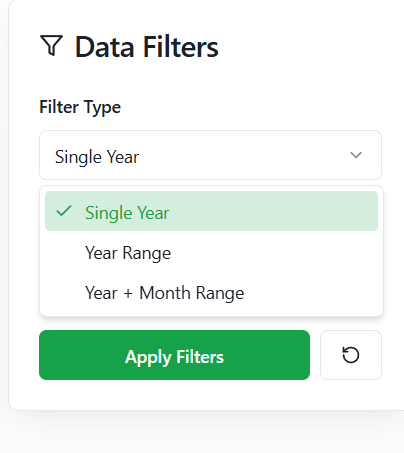 Data Filters
Filter Type
Single Year
Single Year
Year Range
Year + Month Range
Apply Filters